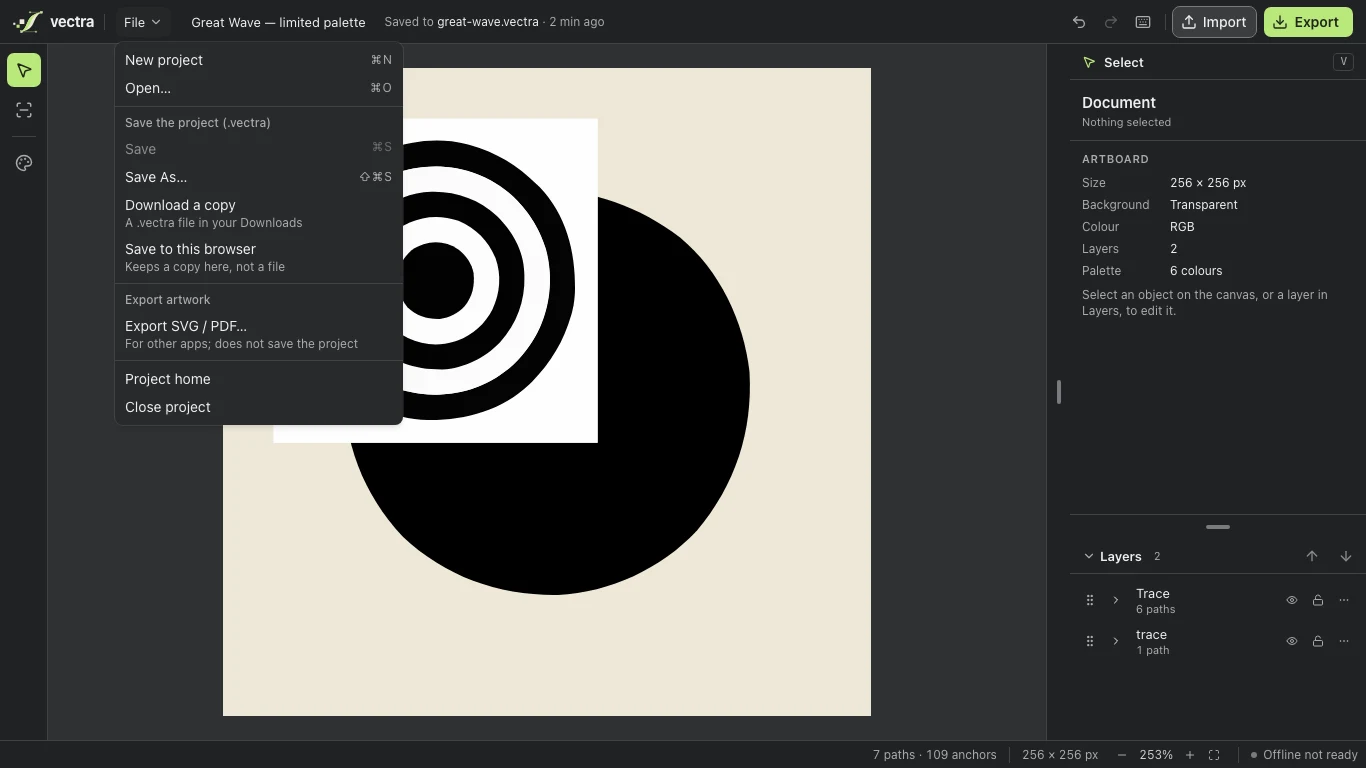 vectra
File
Great Wave — limited palette
Saved to great-wave.vectra · 2 min ago
Import
Export
New project ⌘N
Open... ⌘O
Save the project (.vectra)
Save ⌘S
Save As... ⇧⌘S
Download a copy
A .vectra file in your Downloads
Save to this browser
Keeps a copy here, not a file
Export artwork
Export SVG / PDF...
For other apps; does not save the project
Project home
Close project
Select V
Document
Nothing selected
ARTBOARD
Size 256 × 256 px
Background Transparent
Colour RGB
Layers 2
Palette 6 colours
Select an object on the canvas, or a layer in
Layers, to edit it.
Layers 2
Trace
6 paths
trace
1 path
7 paths · 109 anchors
256 × 256 px
253%
Offline not ready